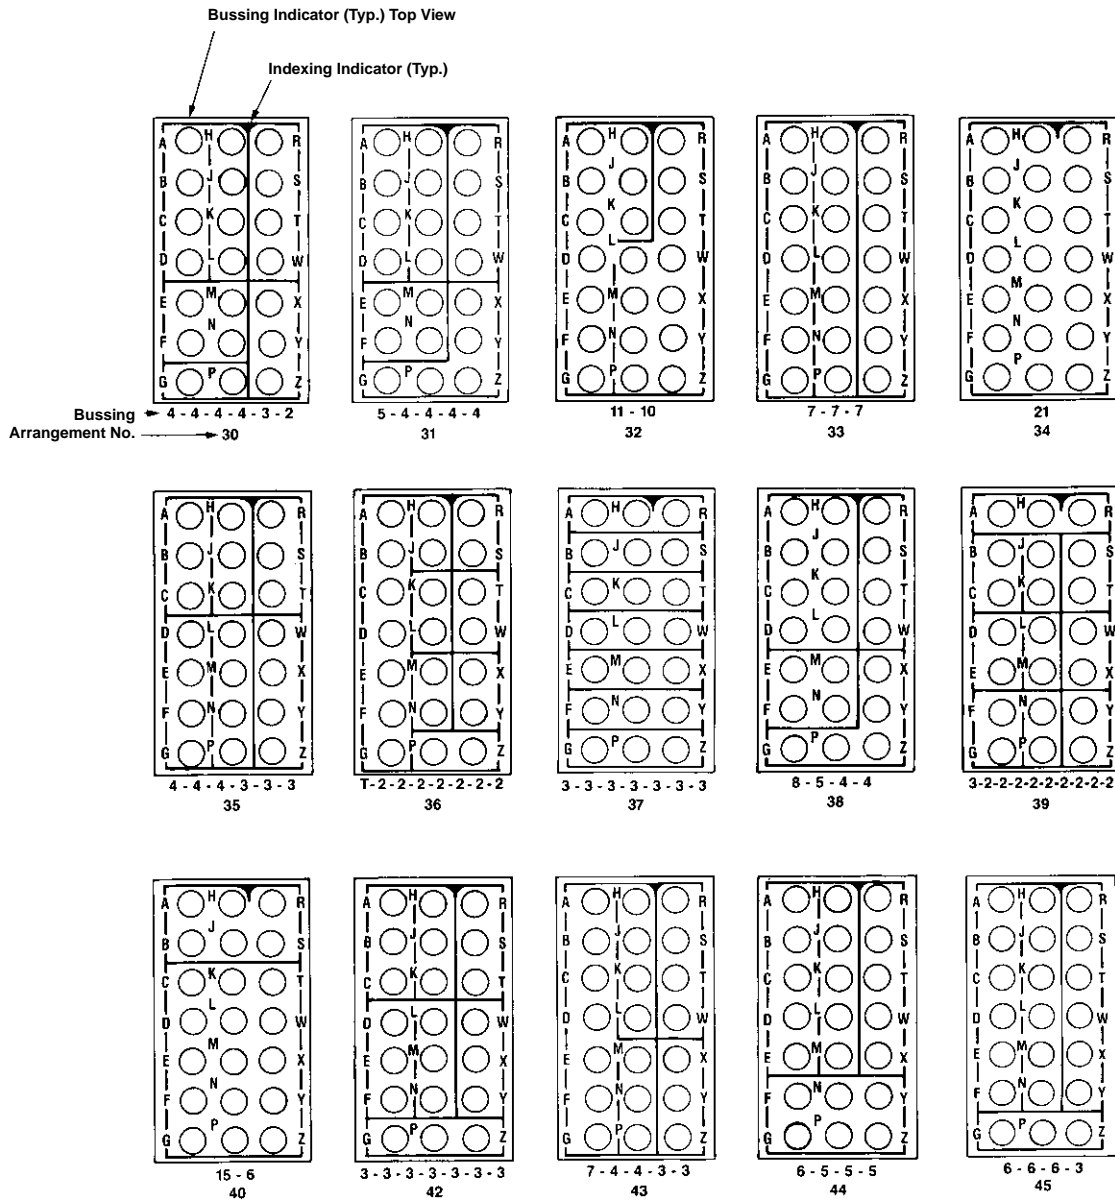 Bussing Indicator (Typ.) Top View
Indexing Indicator (Typ.)
A H R
B J S
C K T
D L W
E M X
F N Y
G P Z
Bussing 4 - 4 - 4 - 4 - 3 - 2
Arrangement No. 30
A H R
B J S
C K T
D L W
E M X
F N Y
G P Z
5 - 4 - 4 - 4 - 4
31
A H R
B J S
C K T
D L W
E M X
F N Y
G P Z
11 - 10
32
A H R
B J S
C K T
D L W
E M X
F N Y
G P Z
7 - 7 - 7
33
A H R
B J S
C K T
D L W
E M X
F N Y
G P Z
21
34
A H R
B J S
C K T
D L W
E M X
F N Y
G P Z
4 - 4 - 4 - 3 - 3 - 3
35
A H R
B J S
C K T
D L W
E M X
F N Y
G P Z
T-2-2-2-2-2-2-2
36
A H R
B J S
C K T
D L W
E M X
F N Y
G P Z
3 - 3 - 3 - 3 - 3 - 3 - 3
37
A H R
B J S
C K T
D L W
E M X
F N Y
G P Z
8 - 5 - 4 - 4
38
A H R
B J S
C K T
D L W
E M X
F N Y
G P Z
3-2-2-2-2-2-2-2-2-2
39
A H R
B J S
C K T
D L W
E M X
F N Y
G P Z
15 - 6
40
A H R
B J S
C K T
D L W
E M X
F N Y
G P Z
3 - 3 - 3 - 3 - 3 - 3 - 3
42
A H R
B J S
C K T
D L W
E M X
F N Y
G P Z
7 - 4 - 4 - 3 - 3
43
A H R
B J S
C K T
D L W
E M X
F N Y
G P Z
6 - 5 - 5 - 5
44
A H R
B J S
C K T
D L W
E M X
F N Y
G P Z
6 - 6 - 6 - 3
45